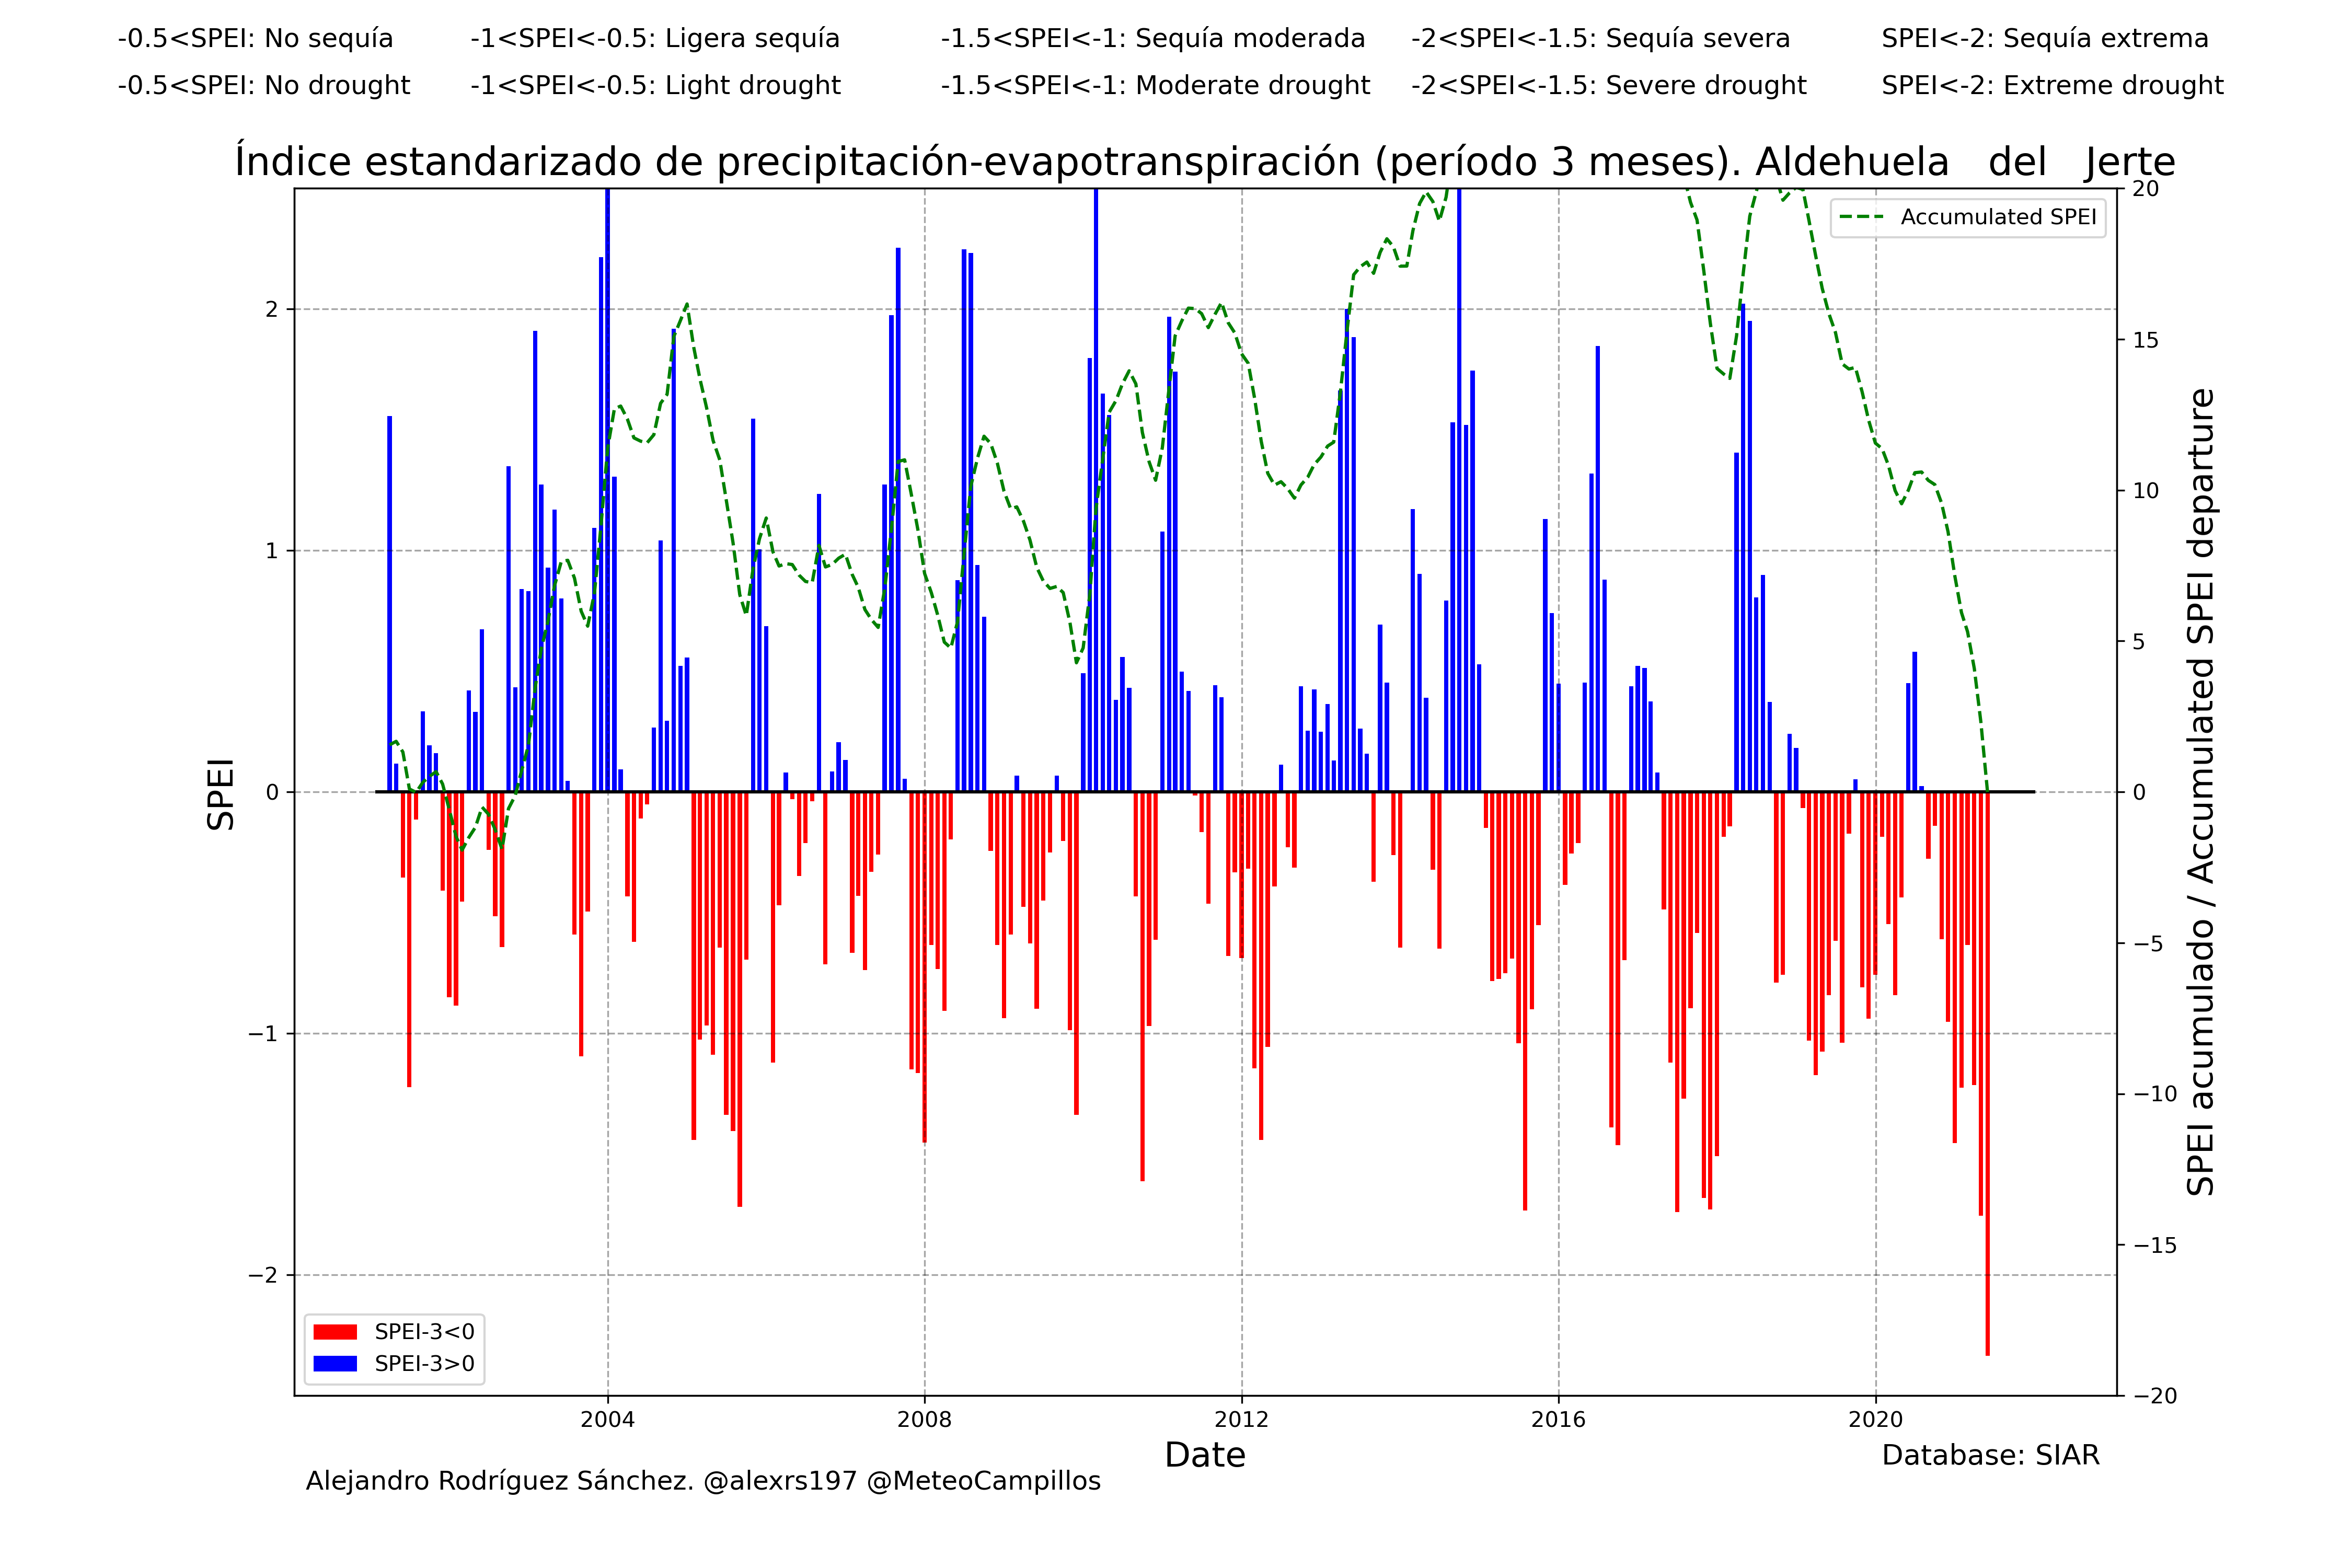 -0.5<SPEI: No sequía -1<SPEI<-0.5: Ligera sequía -1.5<SPEI<-1: Sequía moderada -2<SPEI<-1.5: Sequía severa SPEI<-2: Sequía extrema
-0.5<SPEI: No drought -1<SPEI<-0.5: Light drought -1.5<SPEI<-1: Moderate drought -2<SPEI<-1.5: Severe drought SPEI<-2: Extreme drought
Índice estandarizado de precipitación-evapotranspiración (período 3 meses). Aldehuela del Jerte
Accumulated SPEI
2
1
0
−1
−2
SPEI
20
15
10
5
0
−5
−10
−15
−20
SPEI acumulado / Accumulated SPEI departure
SPEI-3<0
SPEI-3>0
2004 2008 2012 2016 2020
Date
Database: SIAR
Alejandro Rodríguez Sánchez. @alexrs197 @MeteoCampillos